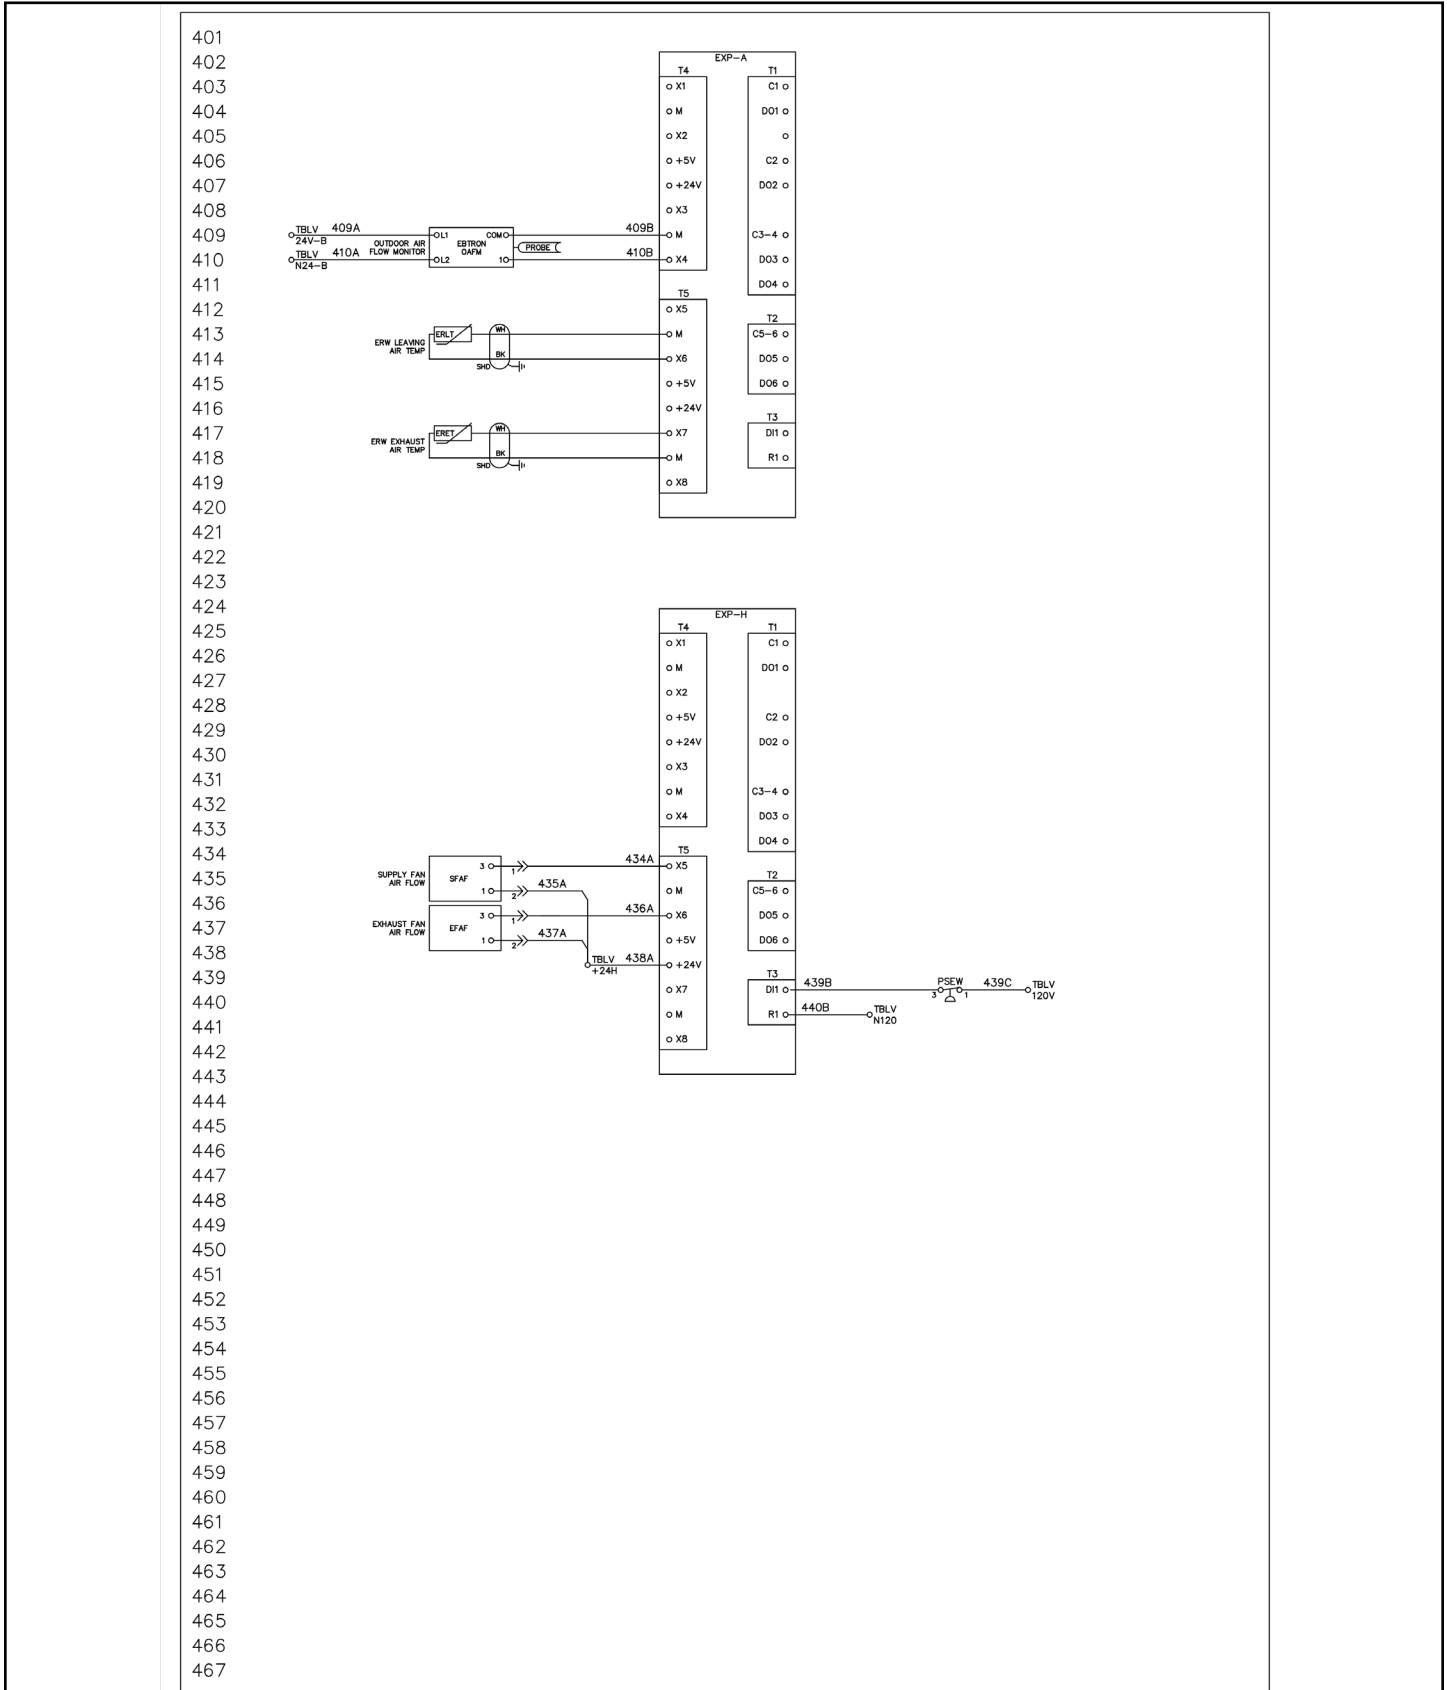 401
402
EXP-A
T4 T1
403
X1 C1
404
M DO1
405
X2
406
+5V C2
407
+24V DO2
408
X3
409
TBLV 409A L1 COM 409B M C3-4
24V-B
OUTDOOR AIR
FLOW MONITOR
EBTRON
OAFM
PROBE
410
TBLV 410A L2 1 410B X4 DO3
N24-B
411
DO4
T5
412
X5
T2
413
ERLT WH M C5-6
ERW LEAVING
AIR TEMP
414
BK X6 DO5
SHD
415
+5V DO6
416
+24V
T3
417
ERET WH X7 DI1
ERW EXHAUST
AIR TEMP
418
BK M R1
SHD
419
X8
420
421
422
423
424
EXP-H
425
T4 T1
X1 C1
426
M DO1
427
X2
428
+5V C2
429
+24V DO2
430
X3
431
M C3-4
432
X4 DO3
433
DO4
434
T5
3 1 434A X5
SUPPLY FAN
AIR FLOW
SFAF
435
T2
1 2 435A M C5-6
436
3 1 436A X6 DO5
EXHAUST FAN
AIR FLOW
EFAF
437
1 2 437A +5V DO6
438
TBLV 438A +24V
+24H
439
T3
X7 DI1 439B 3 PSEW 1 439C TBLV
120V
440
M R1 440B TBLV
N120
441
X8
442
443
444
445
446
447
448
449
450
451
452
453
454
455
456
457
458
459
460
461
462
463
464
465
466
467